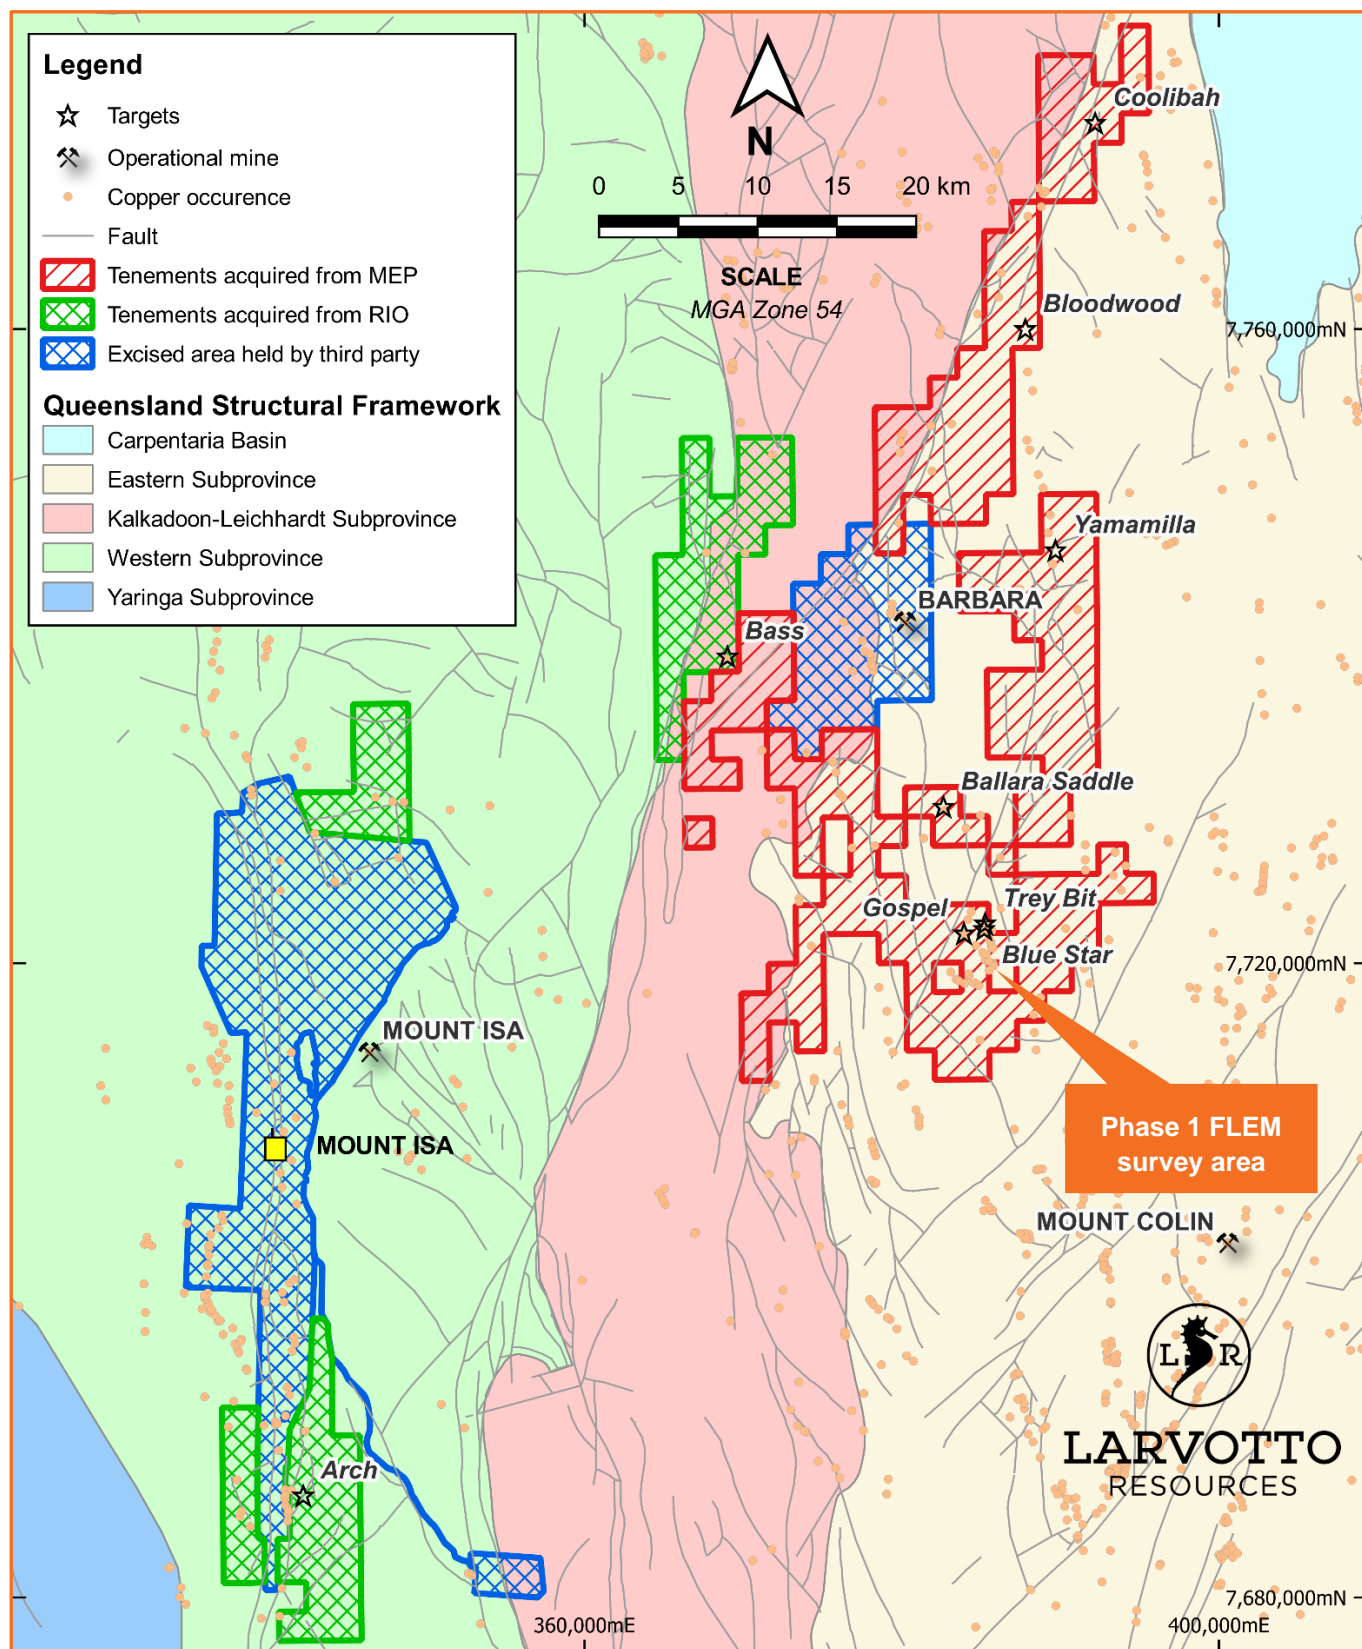 Legend
Targets
Operational mine
Copper occurence
Fault
Tenements acquired from MEP
Tenements acquired from RIO
Excised area held by third party
Queensland Structural Framework
Carpentaria Basin
Eastern Subprovince
Kalkadoon-Leichhardt Subprovince
Western Subprovince
Yaringa Subprovince
N
0 5 10 15 20 km
SCALE
MGA Zone 54
Coolibah
Bloodwood
7,760,000mN
Yamamilla
BARBARA
Bass
Ballara Saddle
Gospel
Trey Bit
Blue Star
7,720,000mN
MOUNT ISA
MOUNT ISA
Phase 1 FLEM
survey area
MOUNT COLIN
L R
LARVOTTO
RESOURCES
Arch
7,680,000mN
360,000mE
400,000mE